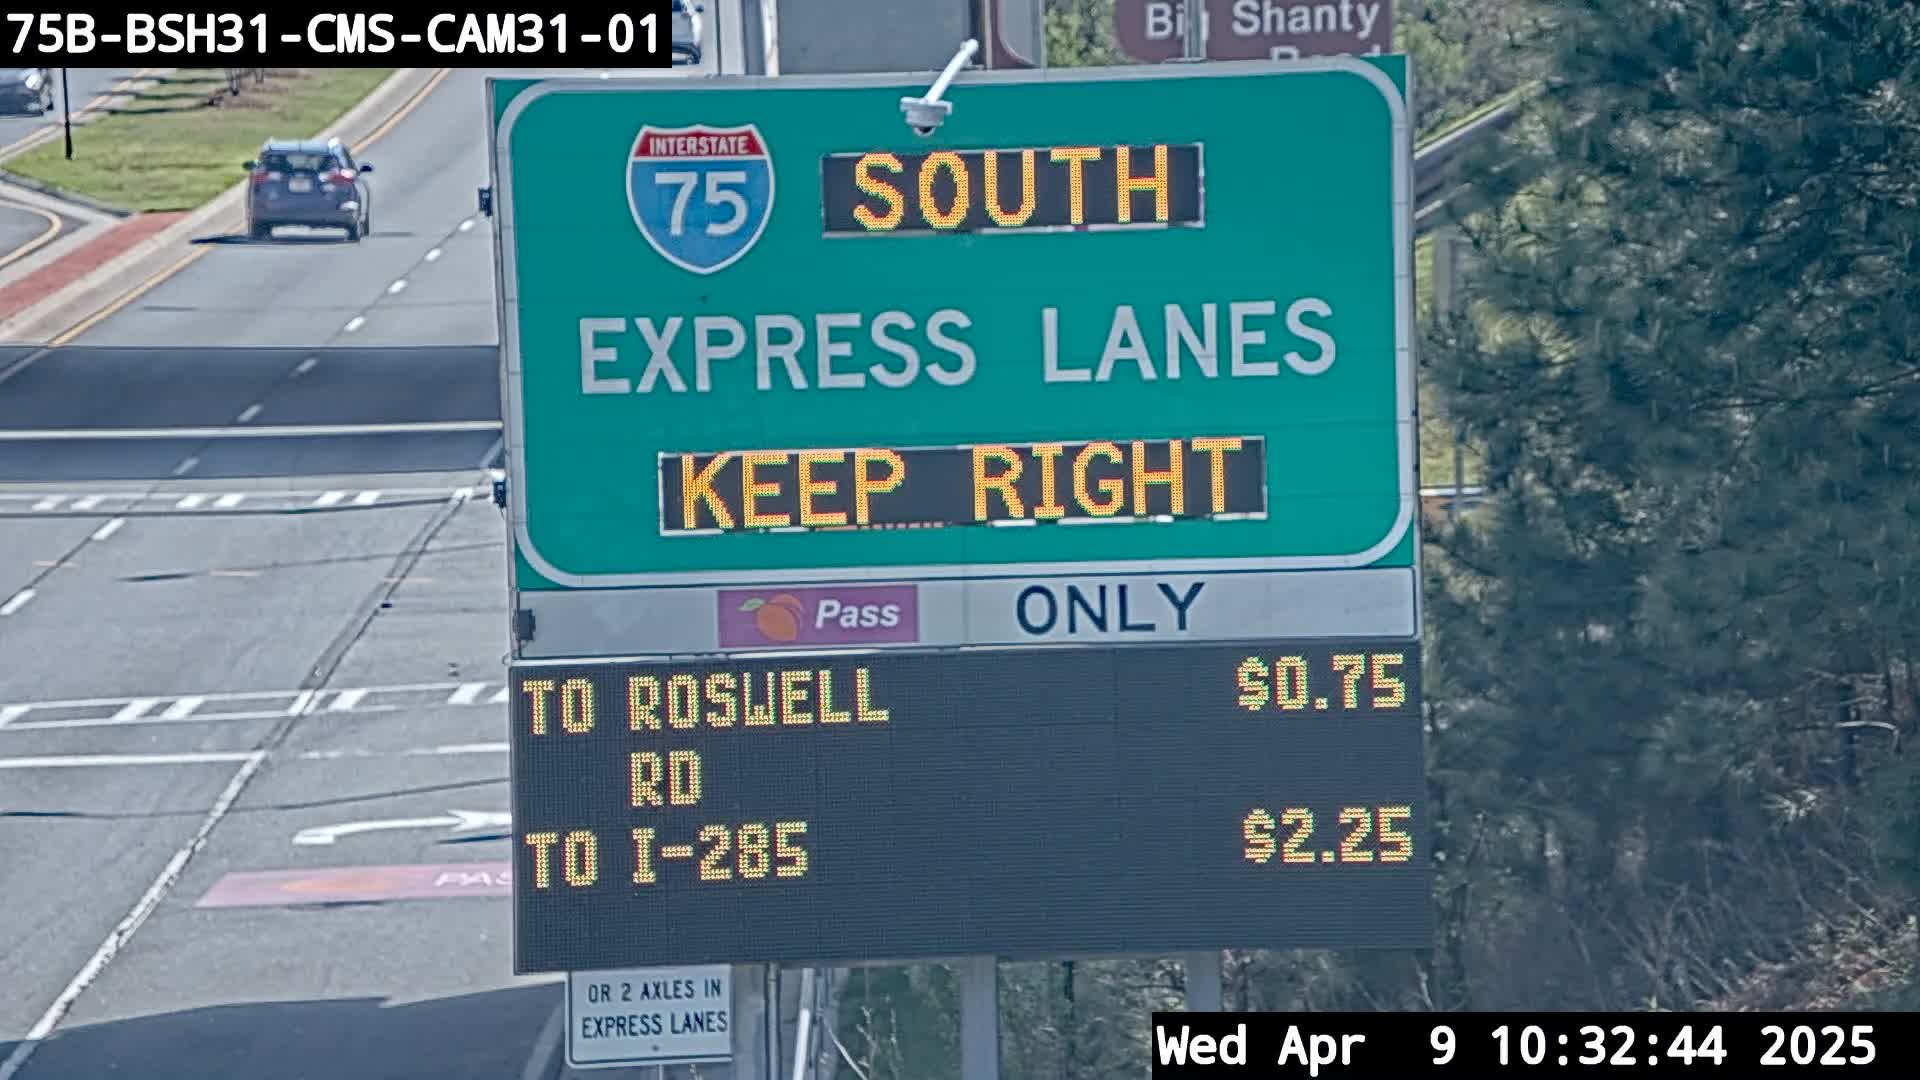 75B-BSH31-CMS-CAM31-01
Big Shanty
Road
INTERSTATE
75
SOUTH
EXPRESS LANES
KEEP RIGHT
Pass
ONLY
TO ROSWELL $0.75
RD
TO I-285 $2.25
OR 2 AXLES IN
EXPRESS LANES
Wed Apr 9 10:32:44 2025